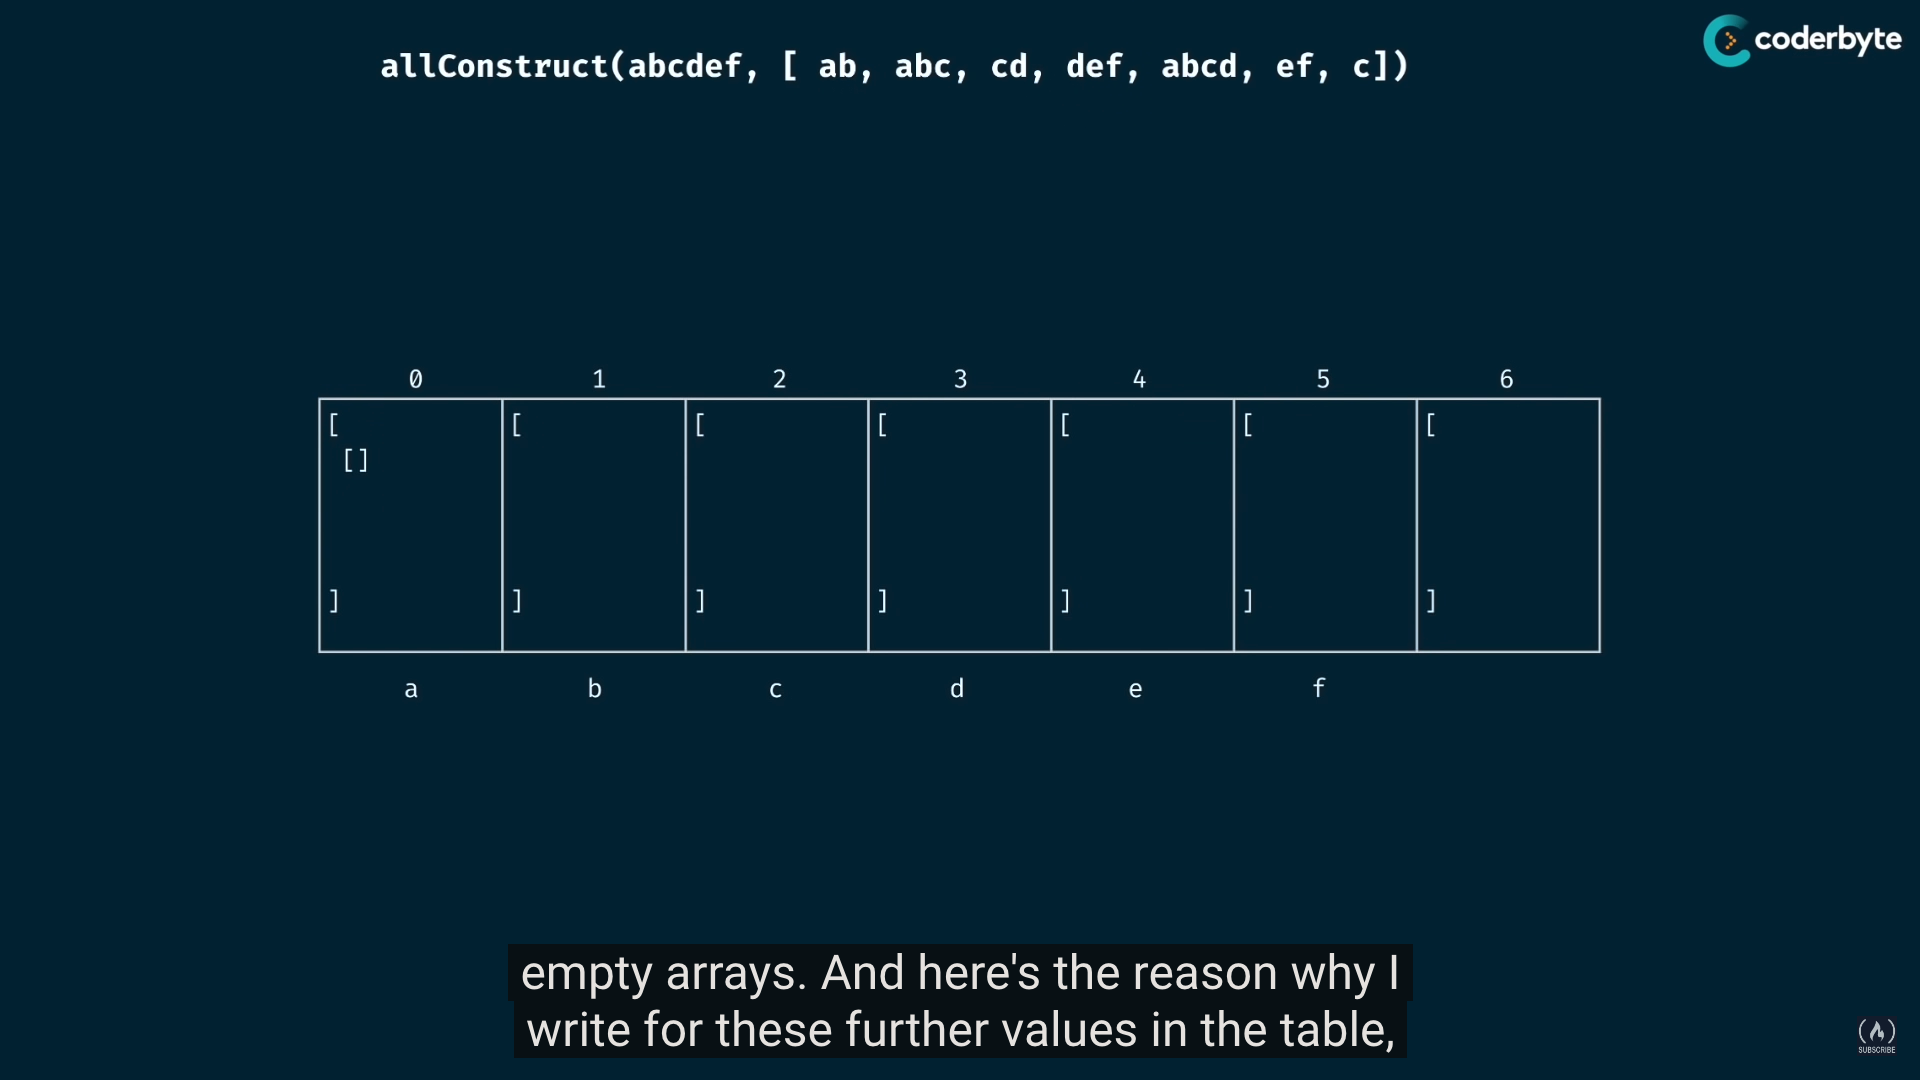 coderbyte
allConstruct(abcdef, [ ab, abc, cd, def, abcd, ef, c])
0 1 2 3 4 5 6
[ [ [ [ [ [ [
[]
] ] ] ] ] ] ]
a b c d e f
empty arrays. And here's the reason why I
write for these further values in the table,
SUBSCRIBE